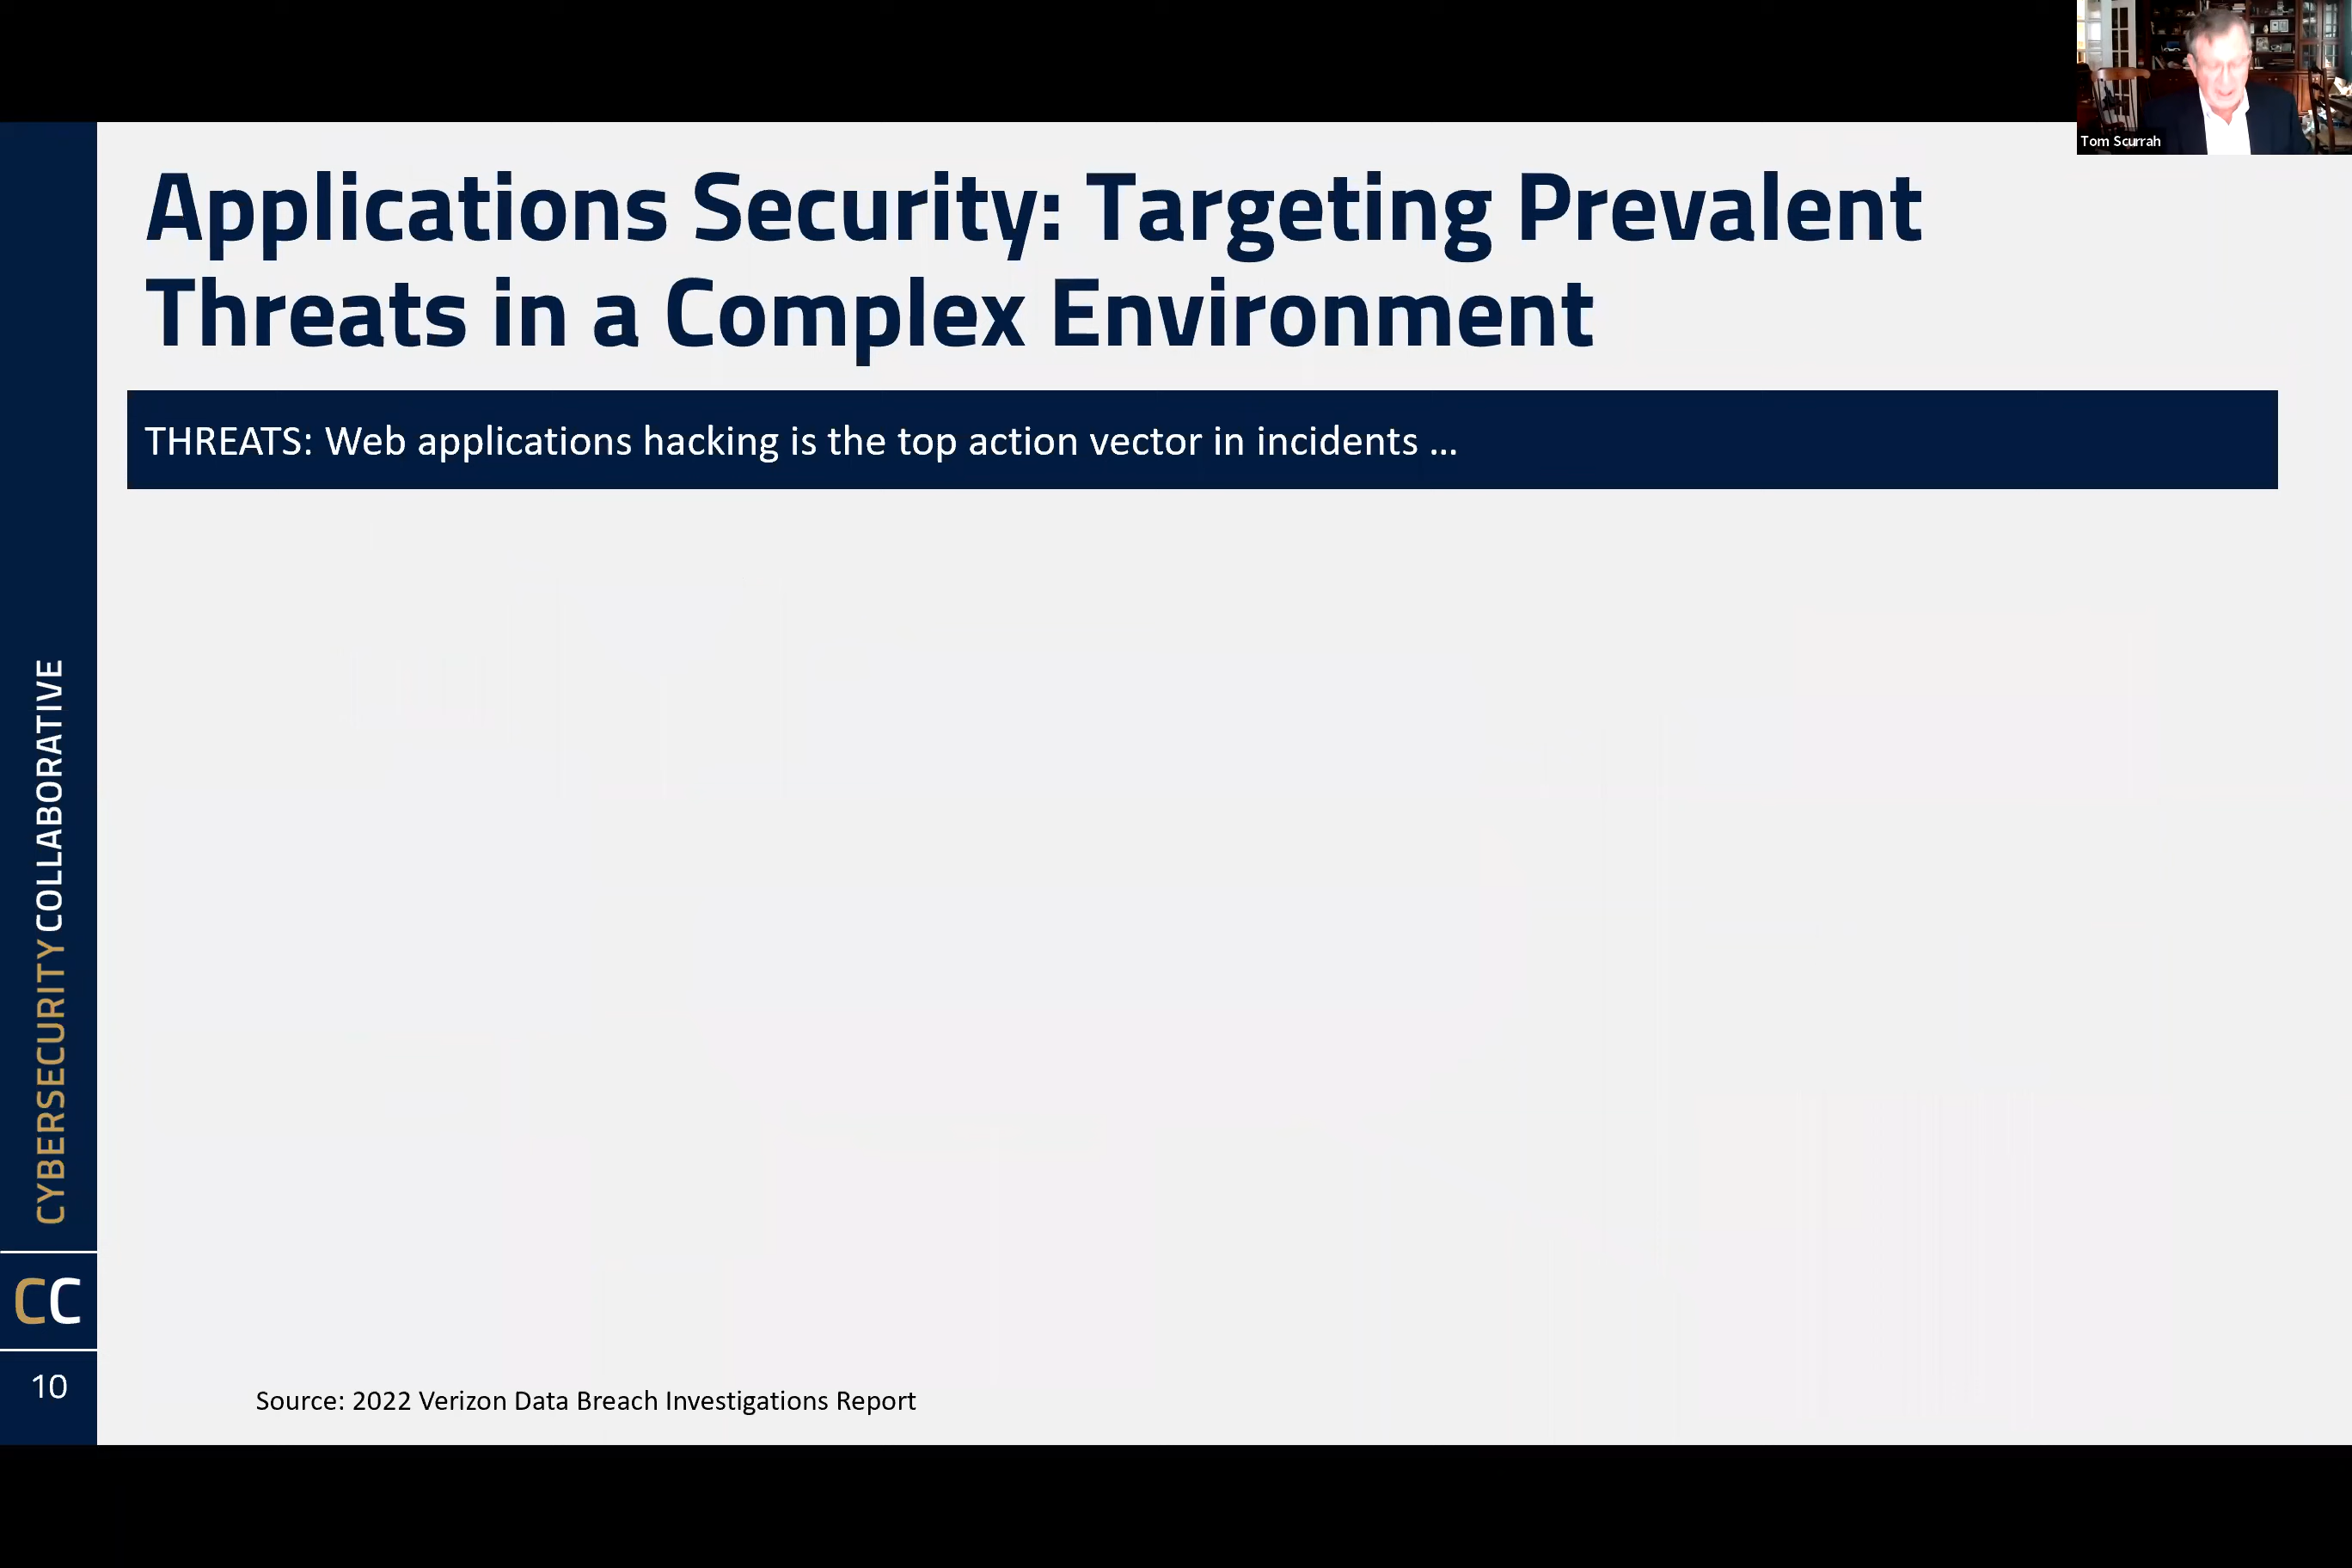 Tom Scurrah
Applications Security: Targeting Prevalent
Threats in a Complex Environment
THREATS: Web applications hacking is the top action vector in incidents ...
CYBERSECURITY COLLABORATIVE
CC
10
Source: 2022 Verizon Data Breach Investigations Report